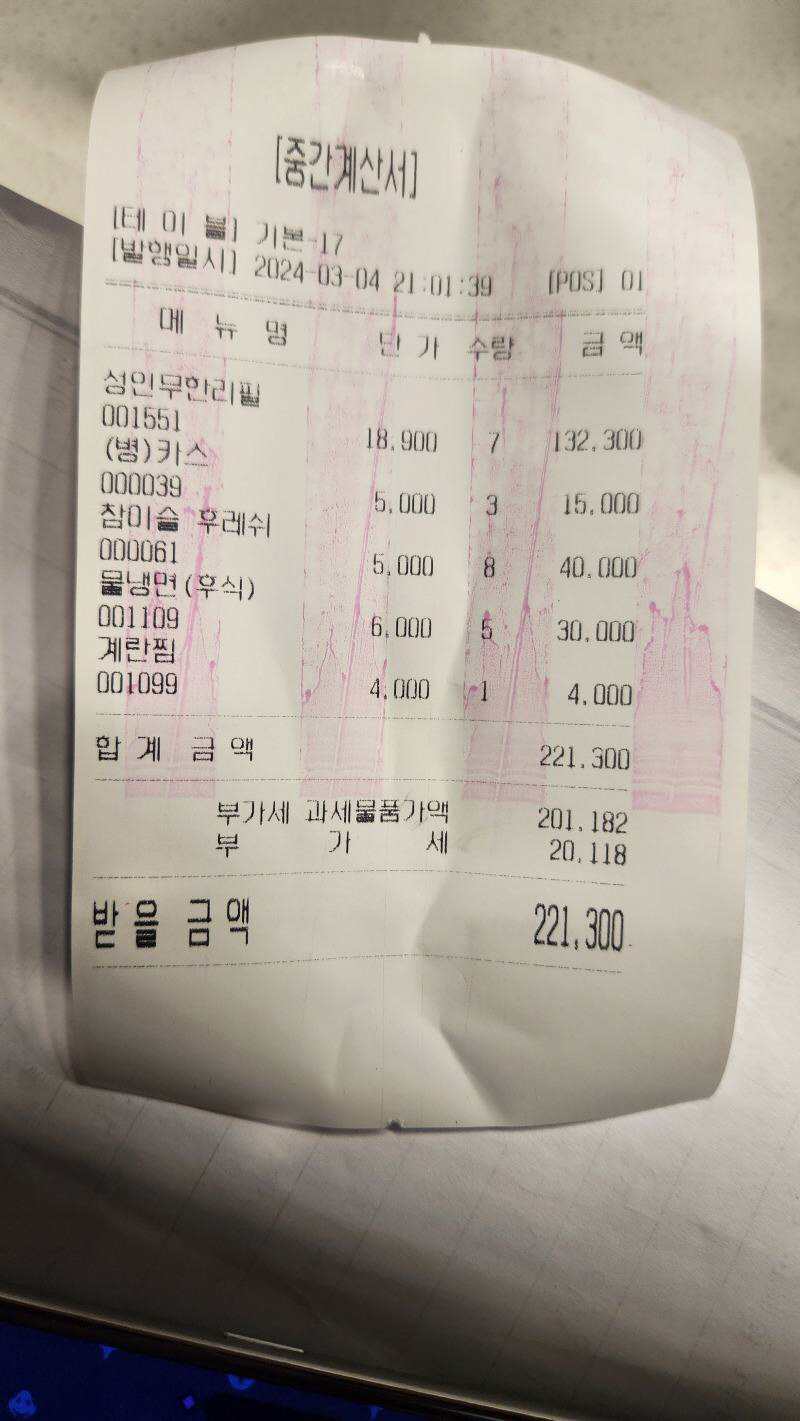 [중간계산서]
[테 이 블] 기본-17
[발행일시] 2024-03-04 21:01:39 [POS] 01
메 뉴 명 단 가 수량 금 액
성인무한리필
001551 18,900 7 132,300
(병)카스
000039 5,000 3 15,000
참이슬 후레쉬
000061 5,000 8 40,000
물냉면(후식)
001109 6,000 5 30,000
계란찜
001099 4,000 1 4,000
합 계 금 액 221,300
부가세 과세물품가액 201,182
부 가 세 20,118
받을 금액 221,300